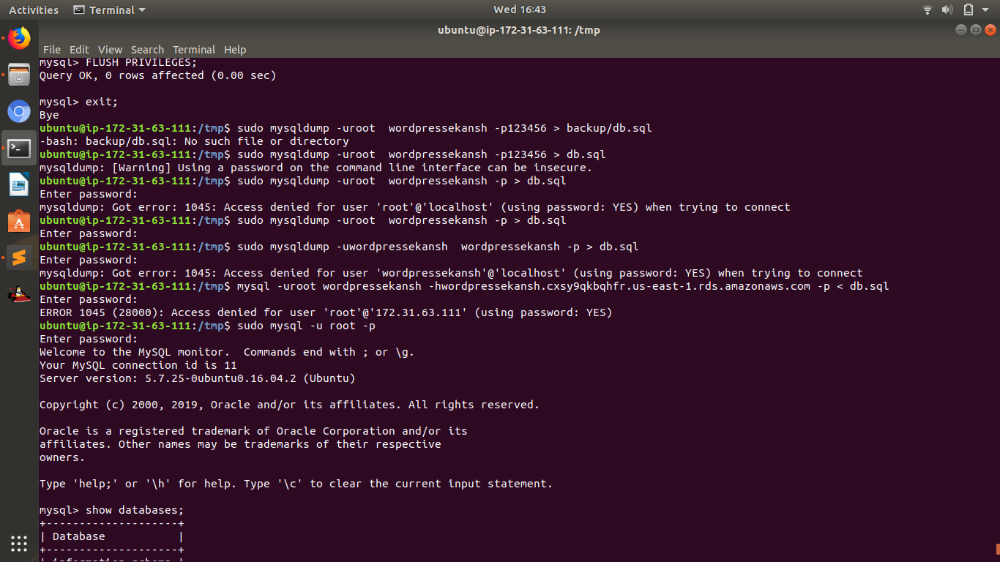 Activities Terminal Wed 16:43
ubuntu@ip-172-31-63-111: /tmp
File Edit View Search Terminal Help
mysql> FLUSH PRIVILEGES;
Query OK, 0 rows affected (0.00 sec)
mysql> exit;
Bye
ubuntu@ip-172-31-63-111:/tmp$ sudo mysqldump -uroot  wordpressekansh -p123456 > backup/db.sql
-bash: backup/db.sql: No such file or directory
ubuntu@ip-172-31-63-111:/tmp$ sudo mysqldump -uroot  wordpressekansh -p123456 > db.sql
mysqldump: [Warning] Using a password on the command line interface can be insecure.
ubuntu@ip-172-31-63-111:/tmp$ sudo mysqldump -uroot  wordpressekansh -p > db.sql
Enter password:
mysqldump: Got error: 1045: Access denied for user 'root'@'localhost' (using password: YES) when trying to connect
ubuntu@ip-172-31-63-111:/tmp$ sudo mysqldump -uroot  wordpressekansh -p > db.sql
Enter password:
ubuntu@ip-172-31-63-111:/tmp$ sudo mysqldump -uwordpressekansh  wordpressekansh -p > db.sql
Enter password:
mysqldump: Got error: 1045: Access denied for user 'wordpressekansh'@'localhost' (using password: YES) when trying to connect
ubuntu@ip-172-31-63-111:/tmp$ mysql -uroot wordpressekansh -hwordpressekansh.cxsy9qkbqhfr.us-east-1.rds.amazonaws.com -p < db.sql
Enter password:
ERROR 1045 (28000): Access denied for user 'root'@'172.31.63.111' (using password: YES)
ubuntu@ip-172-31-63-111:/tmp$ sudo mysql -u root -p
Enter password:
Welcome to the MySQL monitor.  Commands end with ; or \g.
Your MySQL connection id is 11
Server version: 5.7.25-0ubuntu0.16.04.2 (Ubuntu)
Copyright (c) 2000, 2019, Oracle and/or its affiliates. All rights reserved.
Oracle is a registered trademark of Oracle Corporation and/or its
affiliates. Other names may be trademarks of their respective
owners.
Type 'help;' or '\h' for help. Type '\c' to clear the current input statement.
mysql> show databases;
+--------------------+
| Database           |
+--------------------+